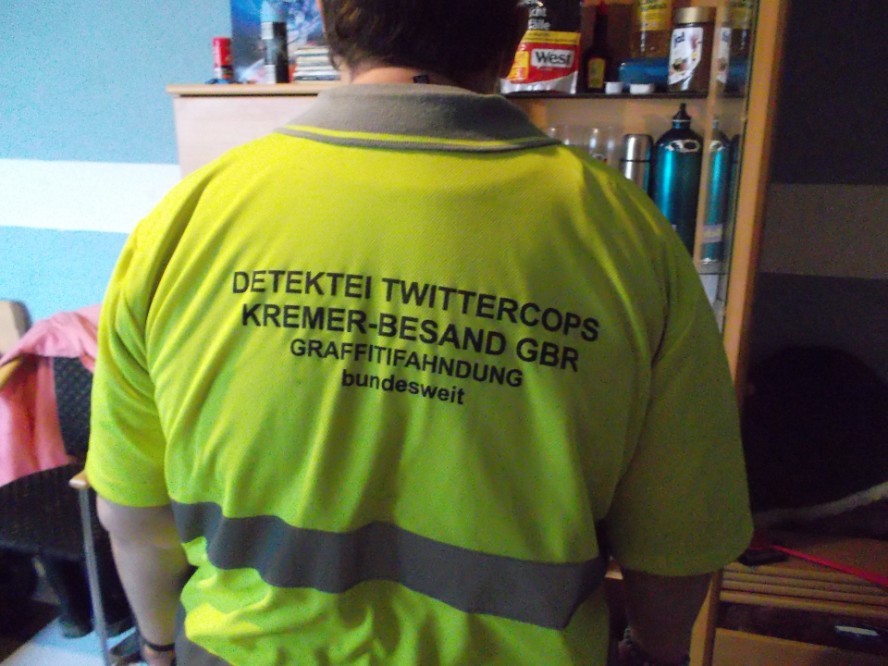 West
DETEKTEI TWITTERCOPS
KREMER-BESAND GBR
GRAFFITIFAHNDUNG
bundesweit